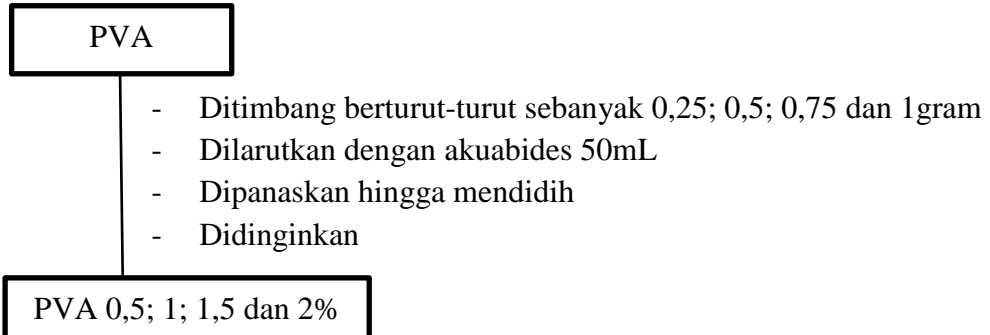 PVA
- Ditimbang berturut-turut sebanyak 0,25; 0,5; 0,75 dan 1gram
- Dilarutkan dengan akuabides 50mL
- Dipanaskan hingga mendidih
- Didinginkan
PVA 0,5; 1; 1,5 dan 2%